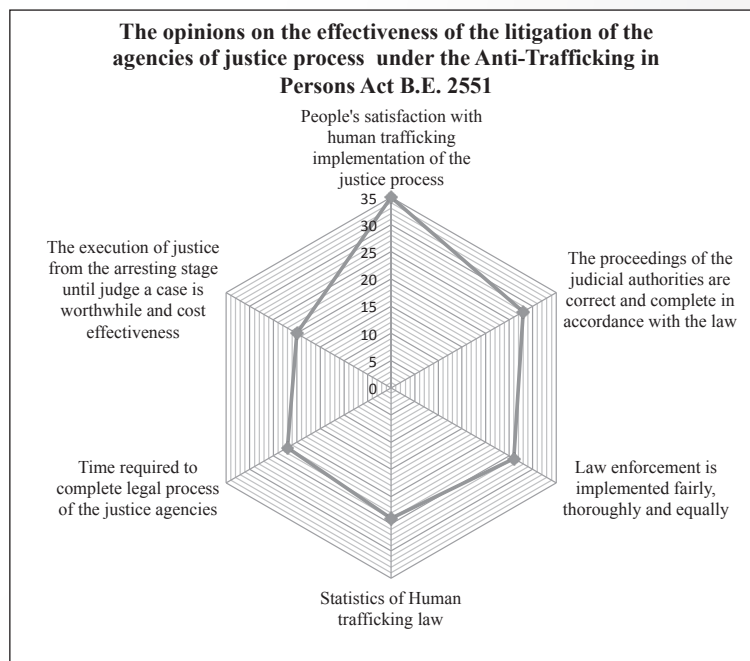 The opinions on the effectiveness of the litigation of the
agencies of justice process under the Anti-Trafficking in
Persons Act B.E. 2551
People's satisfaction with
human trafficking
implementation of the
justice process
35
30
25
20
15
10
5
0
The proceedings of the
judicial authorities are
correct and complete in
accordance with the law
Law enforcement is
implemented fairly,
thoroughly and equally
Statistics of Human
trafficking law
Time required to
complete legal process
of the justice agencies
The execution of justice
from the arresting stage
until judge a case is
worthwhile and cost
effectiveness